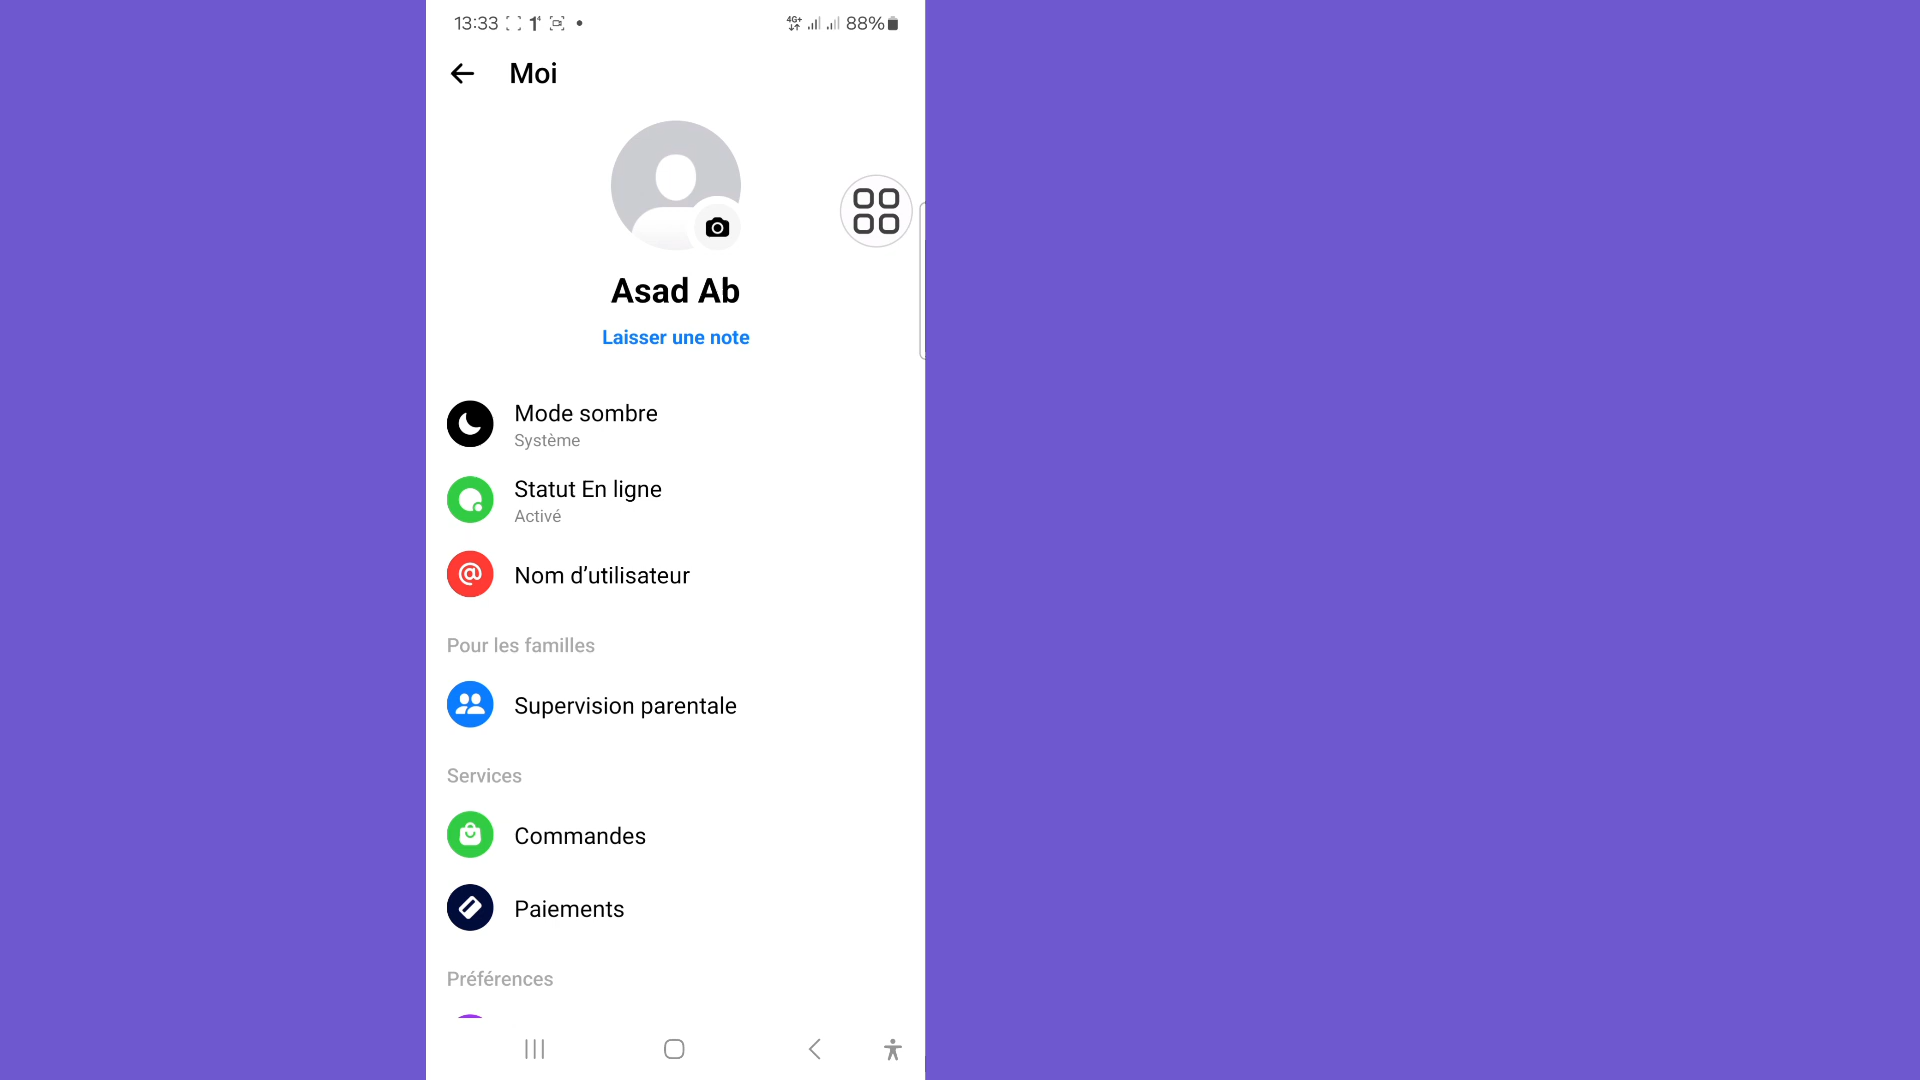 13:33
4G+ 88%
Moi
Asad Ab
Laisser une note
Mode sombre
Système
Statut En ligne
Activé
Nom d’utilisateur
Pour les familles
Supervision parentale
Services
Commandes
Paiements
Préférences